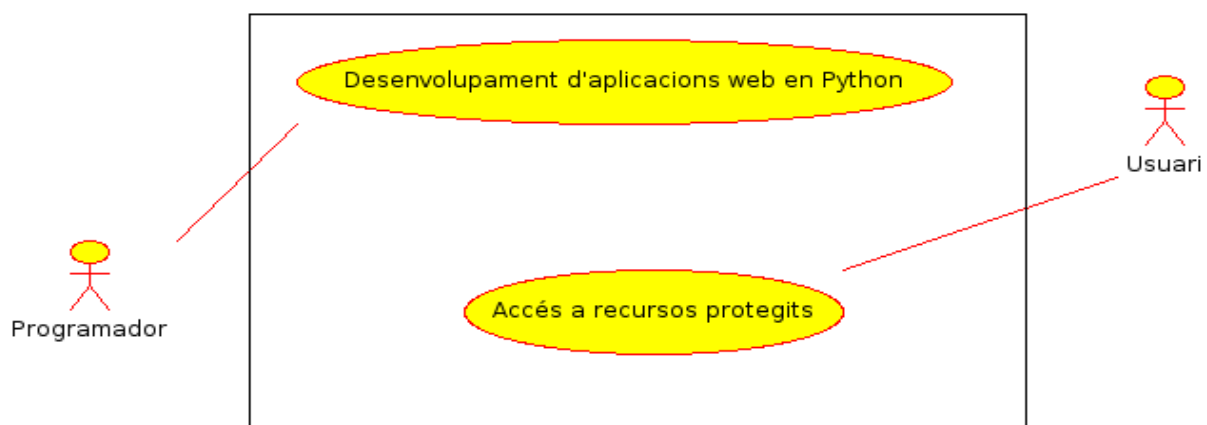 Desenvolupament d'aplicacions web en Python
Usuari
Accés a recursos protegits
Programador